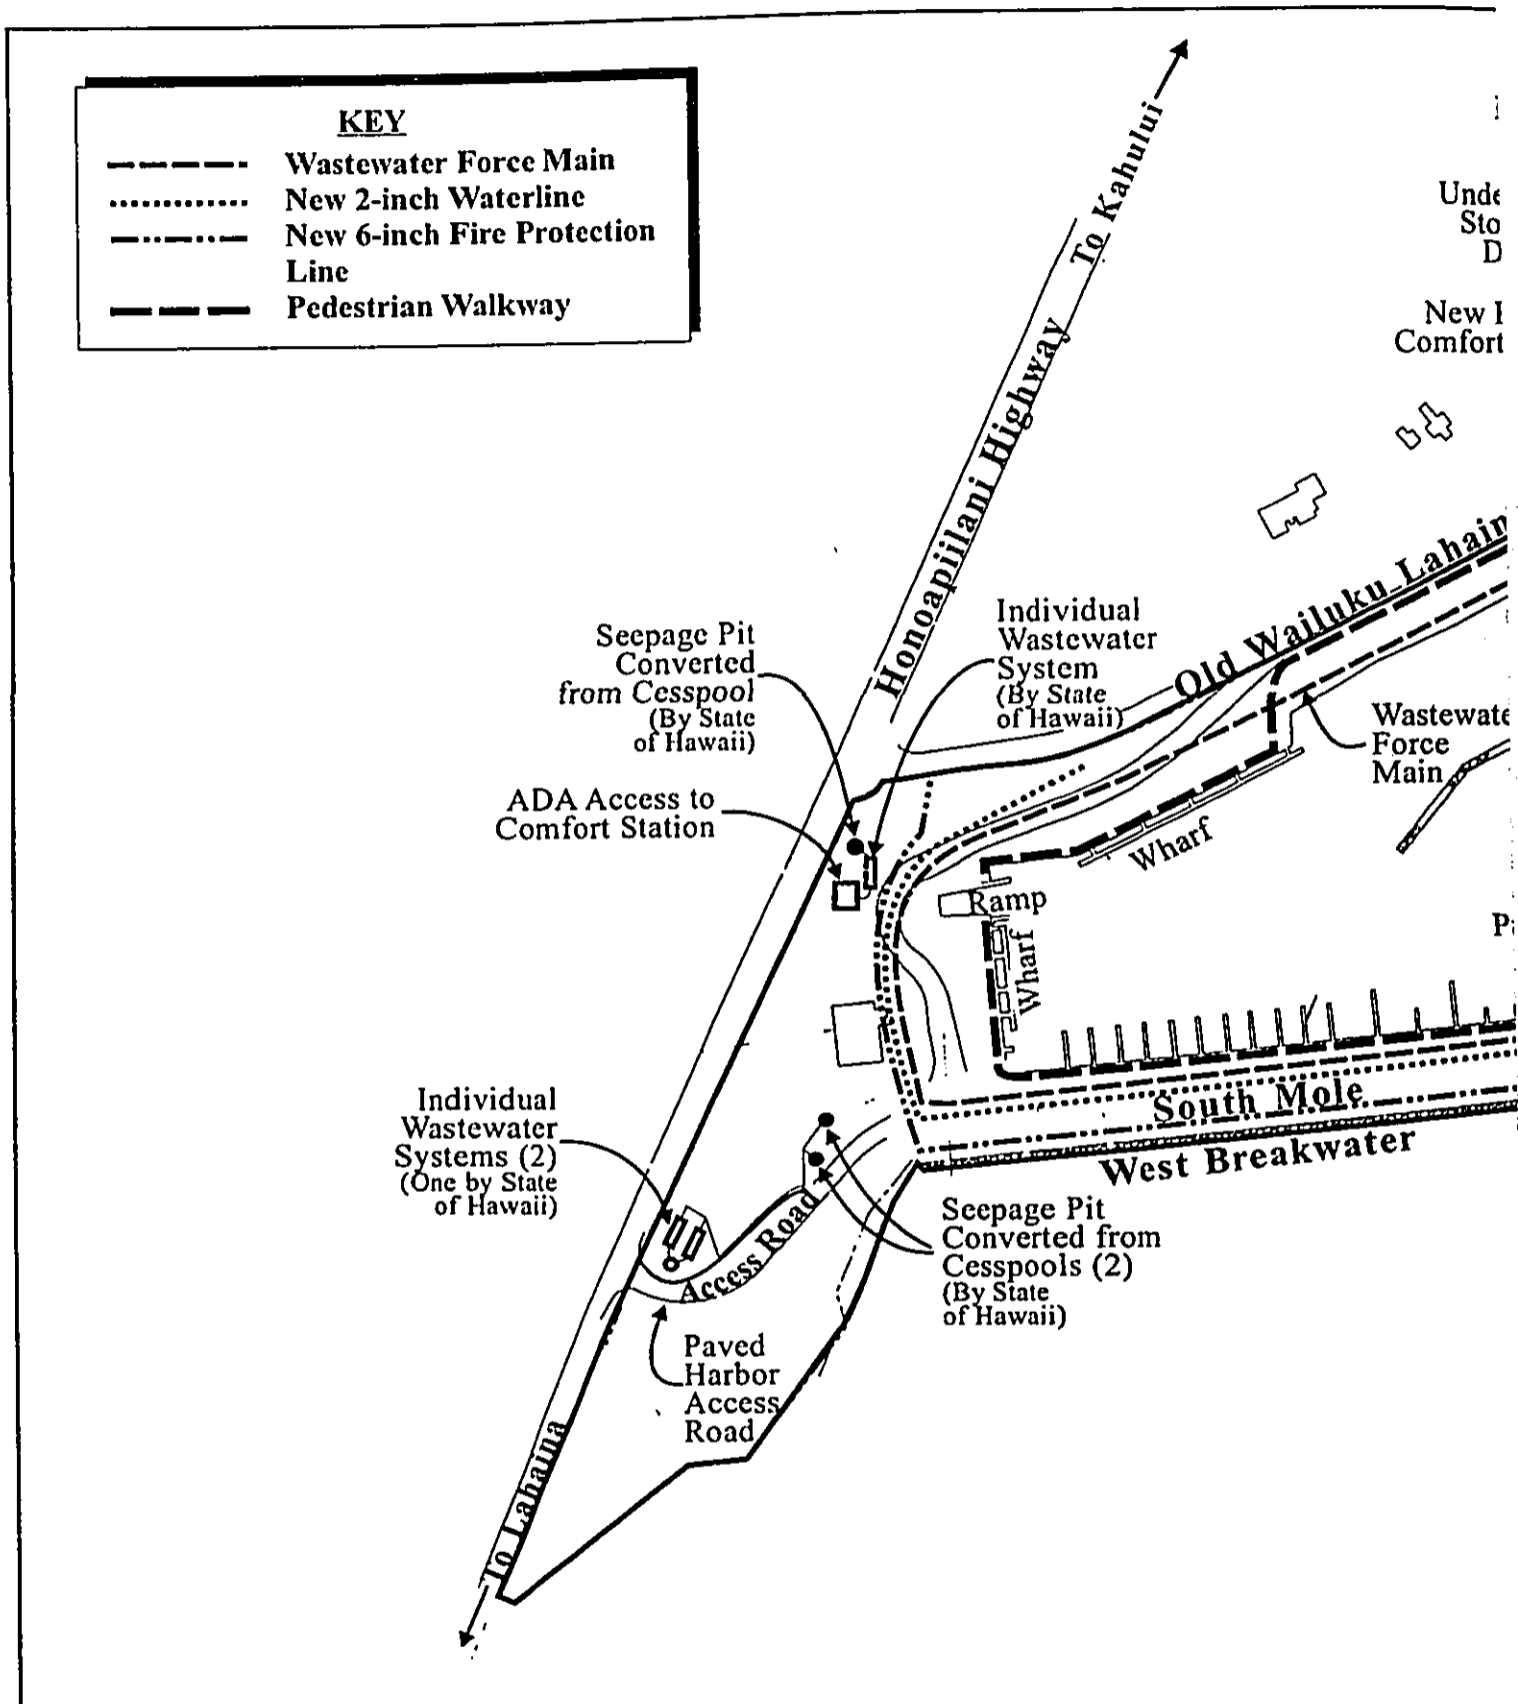 KEY
Wastewater Force Main
New 2-inch Waterline
New 6-inch Fire Protection
Line
Pedestrian Walkway
To Kahului
Honoapiilani Highway
Sto
D
New
Comfort
Seepage Pit
Converted
from Cesspool
(By State
of Hawaii)
Individual
Wastewater
System
(By State
of Hawaii)
Old Wailuku Lahain
Wastewate
Force
Main
ADA Access to
Comfort Station
Wharf
Ramp
Wharf
South Mole
West Breakwater
Individual
Wastewater
Systems (2)
(One by State
of Hawaii)
Access Road
Seepage Pit
Converted from
Cesspools (2)
(By State
of Hawaii)
Paved
Harbor
Access
Road
To Lahaina